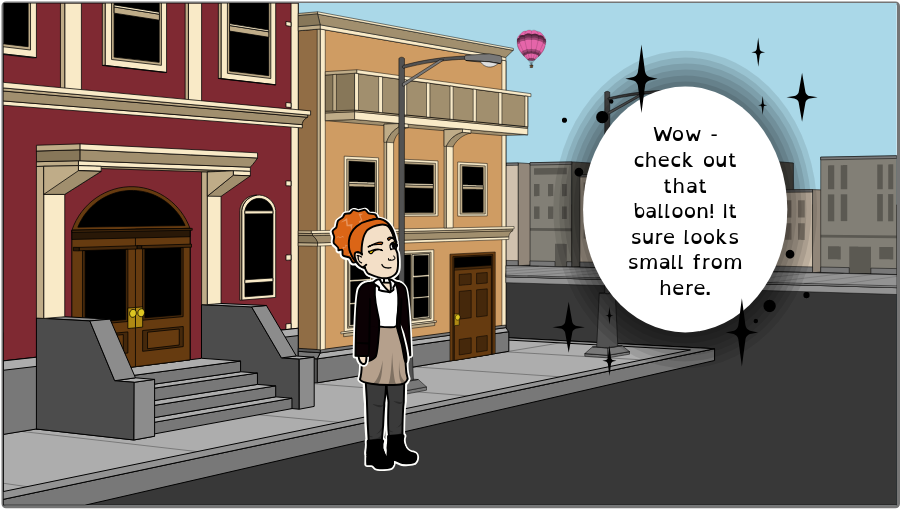 Wow -
check out
that
balloon! It
sure looks
small from
here.